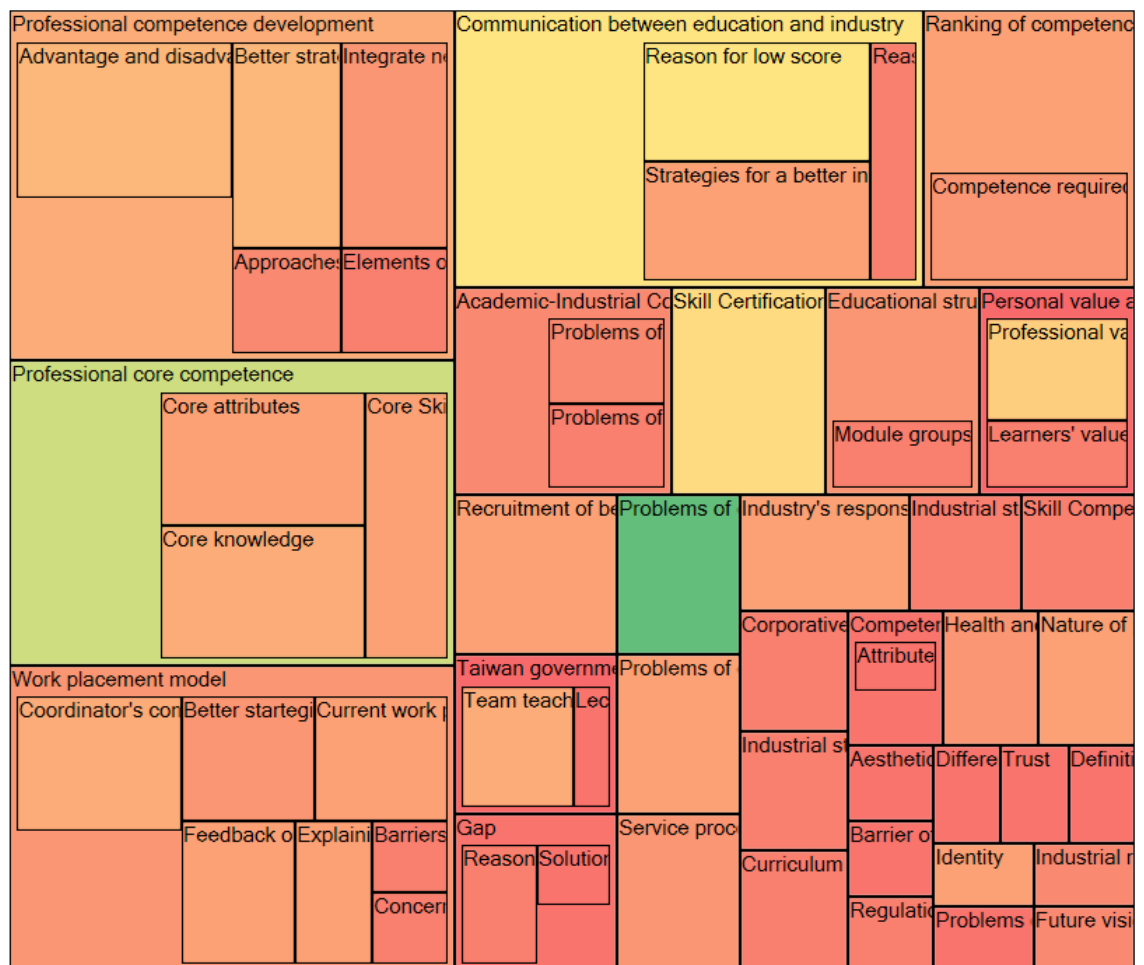 Professional competence development
Advantage and disadva
Better strat
Integrate n
Approaches
Elements o
Professional core competence
Core attributes
Core Ski
Core knowledge
Work placement model
Coordinator's con
Better startegi
Current work p
Feedback o
Explaini
Barriers
Concern
Communication between education and industry
Reason for low score
Reas
Strategies for a better in
Ranking of competenc
Competence required
Academic-Industrial Co
Problems of
Problems of
Skill Certification
Educational stru
Module groups
Personal value a
Professional va
Learners' value
Recruitment of be
Problems of
Industry's respons
Industrial st
Skill Compe
Taiwan governme
Team teach
Lec
Problems of
Corporative
Competen
Attribute
Health and
Nature of
Industrial st
Aesthetic
Differe
Trust
Definiti
Gap
Reason
Solution
Service proc
Curriculum
Barrier of
Identity
Industrial r
Regulatio
Problems
Future visi